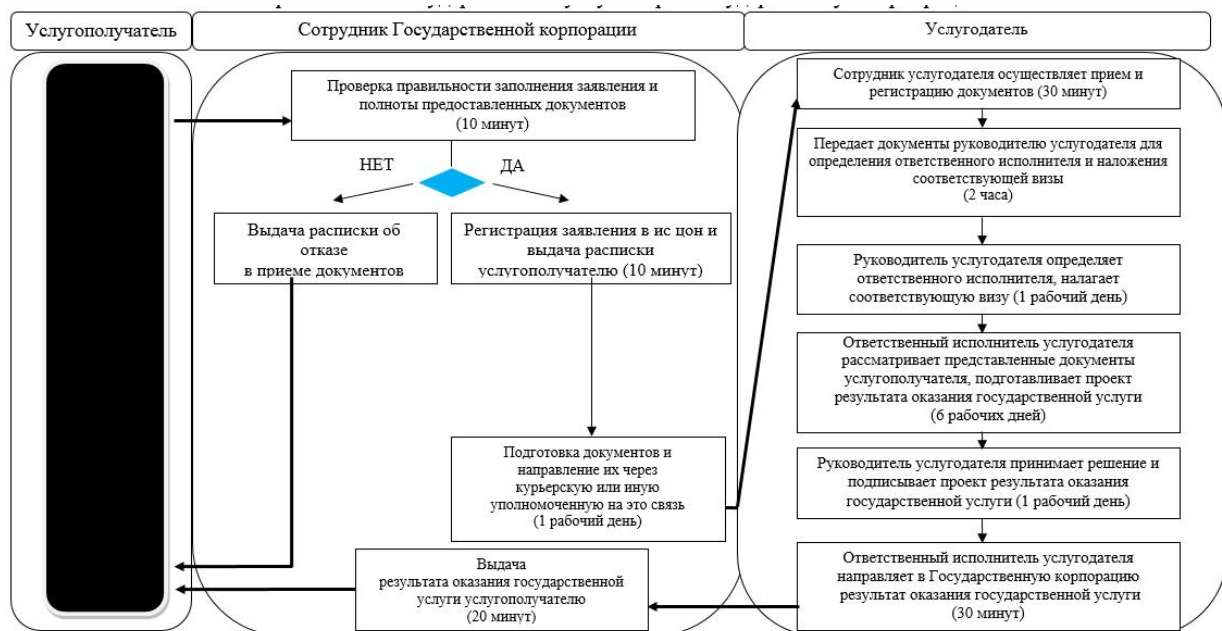 Услугополучатель
Сотрудник Государственной корпорации
Услугодатель
Проверка правильности заполнения заявления и
полноты предоставленных документов
(10 минут)
НЕТ
ДА
Выдача расписки об
отказе
в приеме документов
Регистрация заявления в ис цон и
выдача расписки
услугополучателю (10 минут)
Подготовка документов и
направление их через
курьерскую или иную
уполномоченную на это связь
(1 рабочий день)
Выдача
результата оказания государственной
услуги услугополучателю
(20 минут)
Сотрудник услугодателя осуществляет прием и
регистрацию документов (30 минут)
Передает документы руководителю услугодателя для
определения ответственного исполнителя и наложения
соответствующей визы
(2 часа)
Руководитель услугодателя определяет
ответственного исполнителя, налагает
соответствующую визу (1 рабочий день)
Ответственный исполнитель услугодателя
рассматривает представленные документы
услугополучателя, подготавливает проект
результата оказания государственной услуги
(6 рабочих дней)
Руководитель услугодателя принимает решение и
подписывает проект результата оказания
государственной услуги (1 рабочий день)
Ответственный исполнитель услугодателя
направляет в Государственную корпорацию
результат оказания государственной услуги
(30 минут)